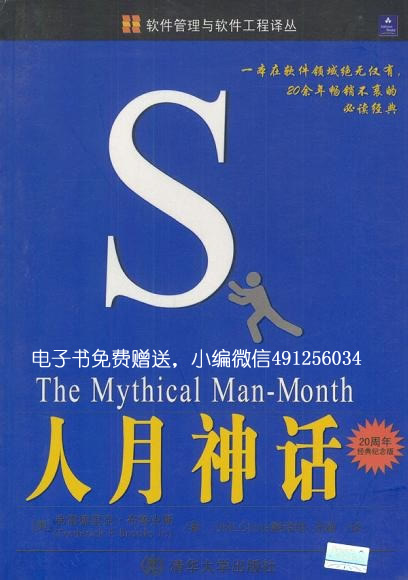 软件管理与软件工程译丛
一本在软件领域绝无仅有,
20余年畅销不衰的
必读经典
S
电子书免费赠送，小编微信491256034
The Mythical Man-Month
人月神话
20周年
经典纪念版
清华大学出版社